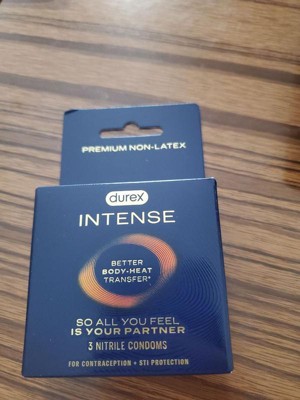 PREMIUM NON-LATEX
durex
INTENSE
BETTER
BODY-HEAT
TRANSFER*
SO ALL YOU FEEL
IS YOUR PARTNER
3 NITRILE CONDOMS
FOR CONTRACEPTION + STI PROTECTION